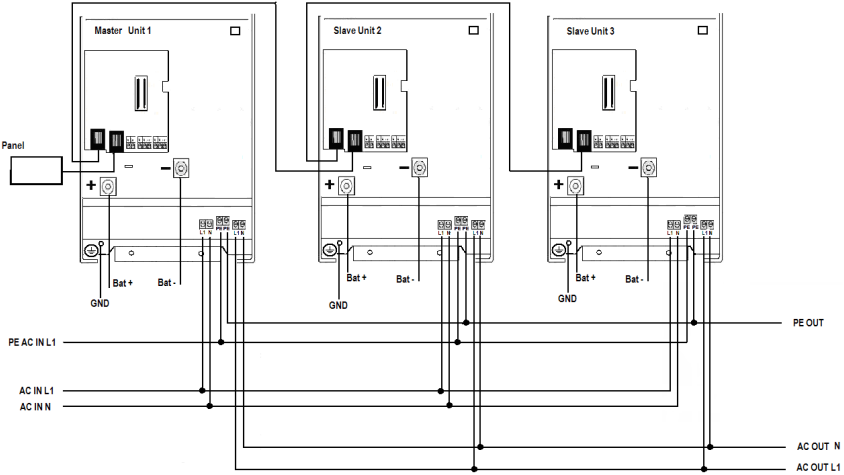 Master Unit 1
Slave Unit 2
Slave Unit 3
Panel
+ − + − + −
L1 N PE PE L1 N
L1 N PE PE L1 N
L1 N PE PE L1 N
Bat + Bat - Bat + Bat - Bat + Bat -
GND GND GND
PE OUT
PE AC IN L1
AC IN L1
AC IN N
AC OUT N
AC OUT L1